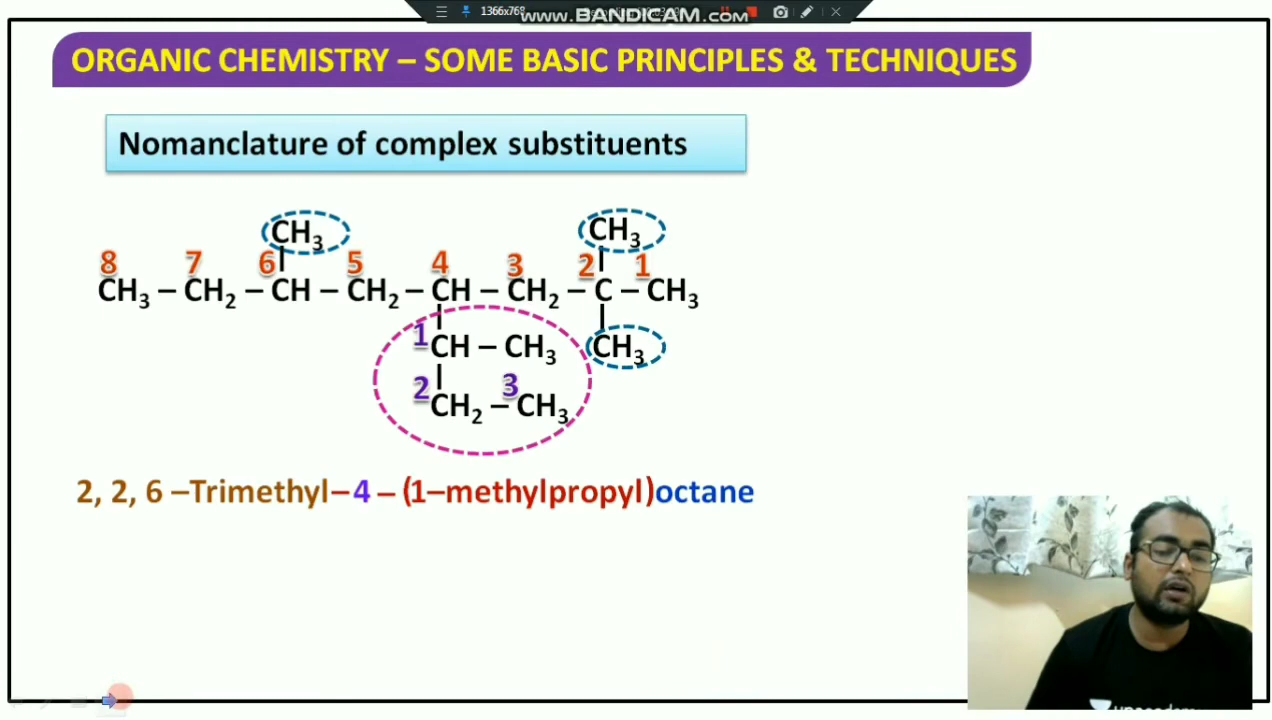 1366x768
www.BANDICAM.com
ORGANIC CHEMISTRY – SOME BASIC PRINCIPLES & TECHNIQUES
Nomanclature of complex substituents
CH₃ CH₃
8 7 6 5 4 3 2 1
CH₃ – CH₂ – CH – CH₂ – CH – CH₂ – C – CH₃
1 CH – CH₃ CH₃
2 3
CH₂ – CH₃
2, 2, 6 –Trimethyl–4 – (1–methylpropyl)octane